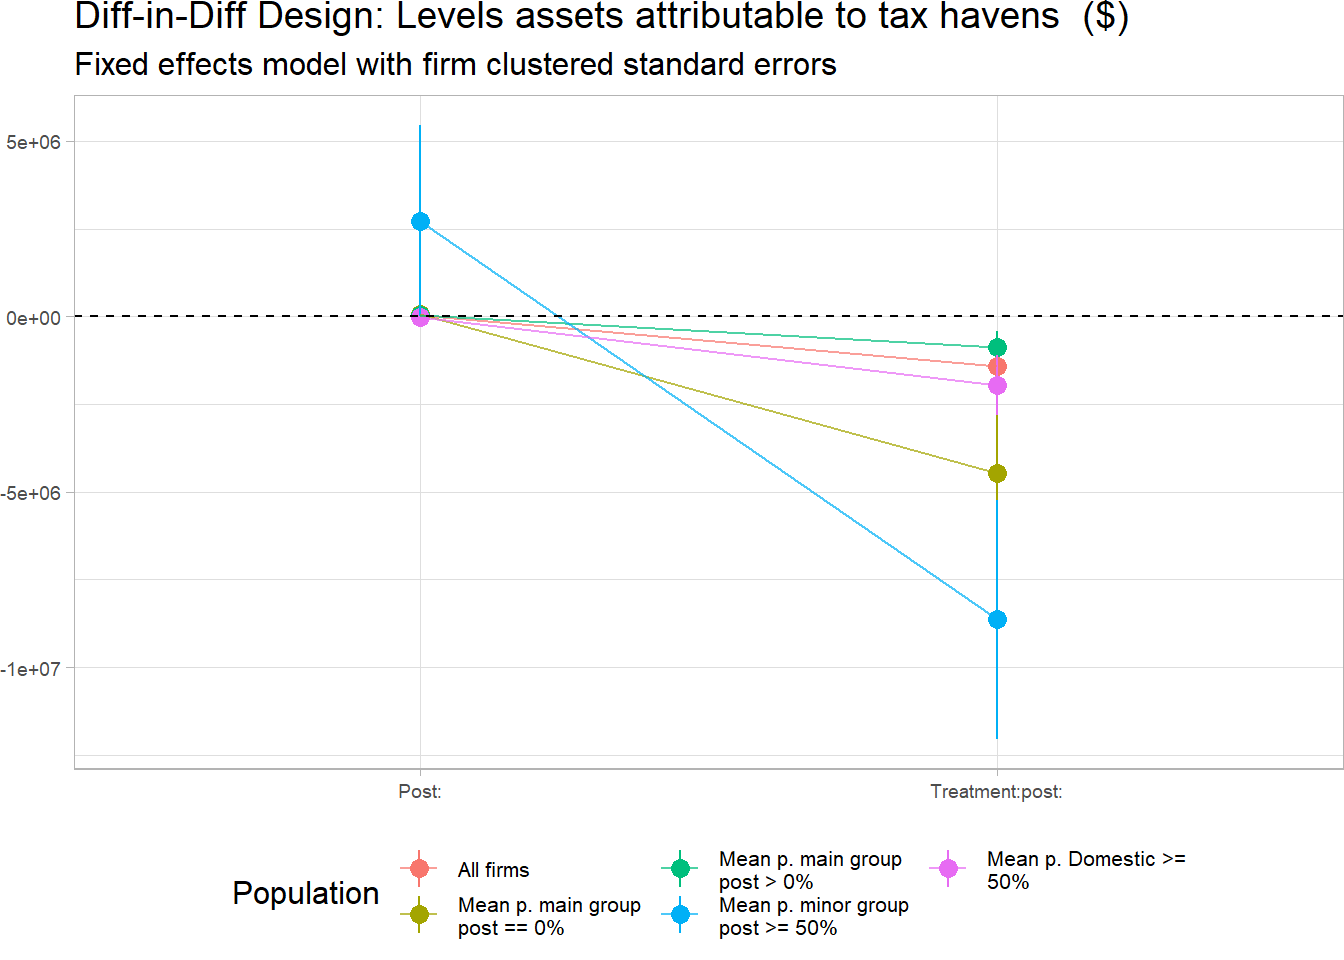 Diff-in-Diff Design: Levels assets attributable to tax havens  ($)
Fixed effects model with firm clustered standard errors
5e+06
0e+00
-5e+06
-1e+07
Post:
Treatment:post:
Population
All firms
Mean p. main group
post == 0%
Mean p. main group
post > 0%
Mean p. minor group
post >= 50%
Mean p. Domestic >=
50%